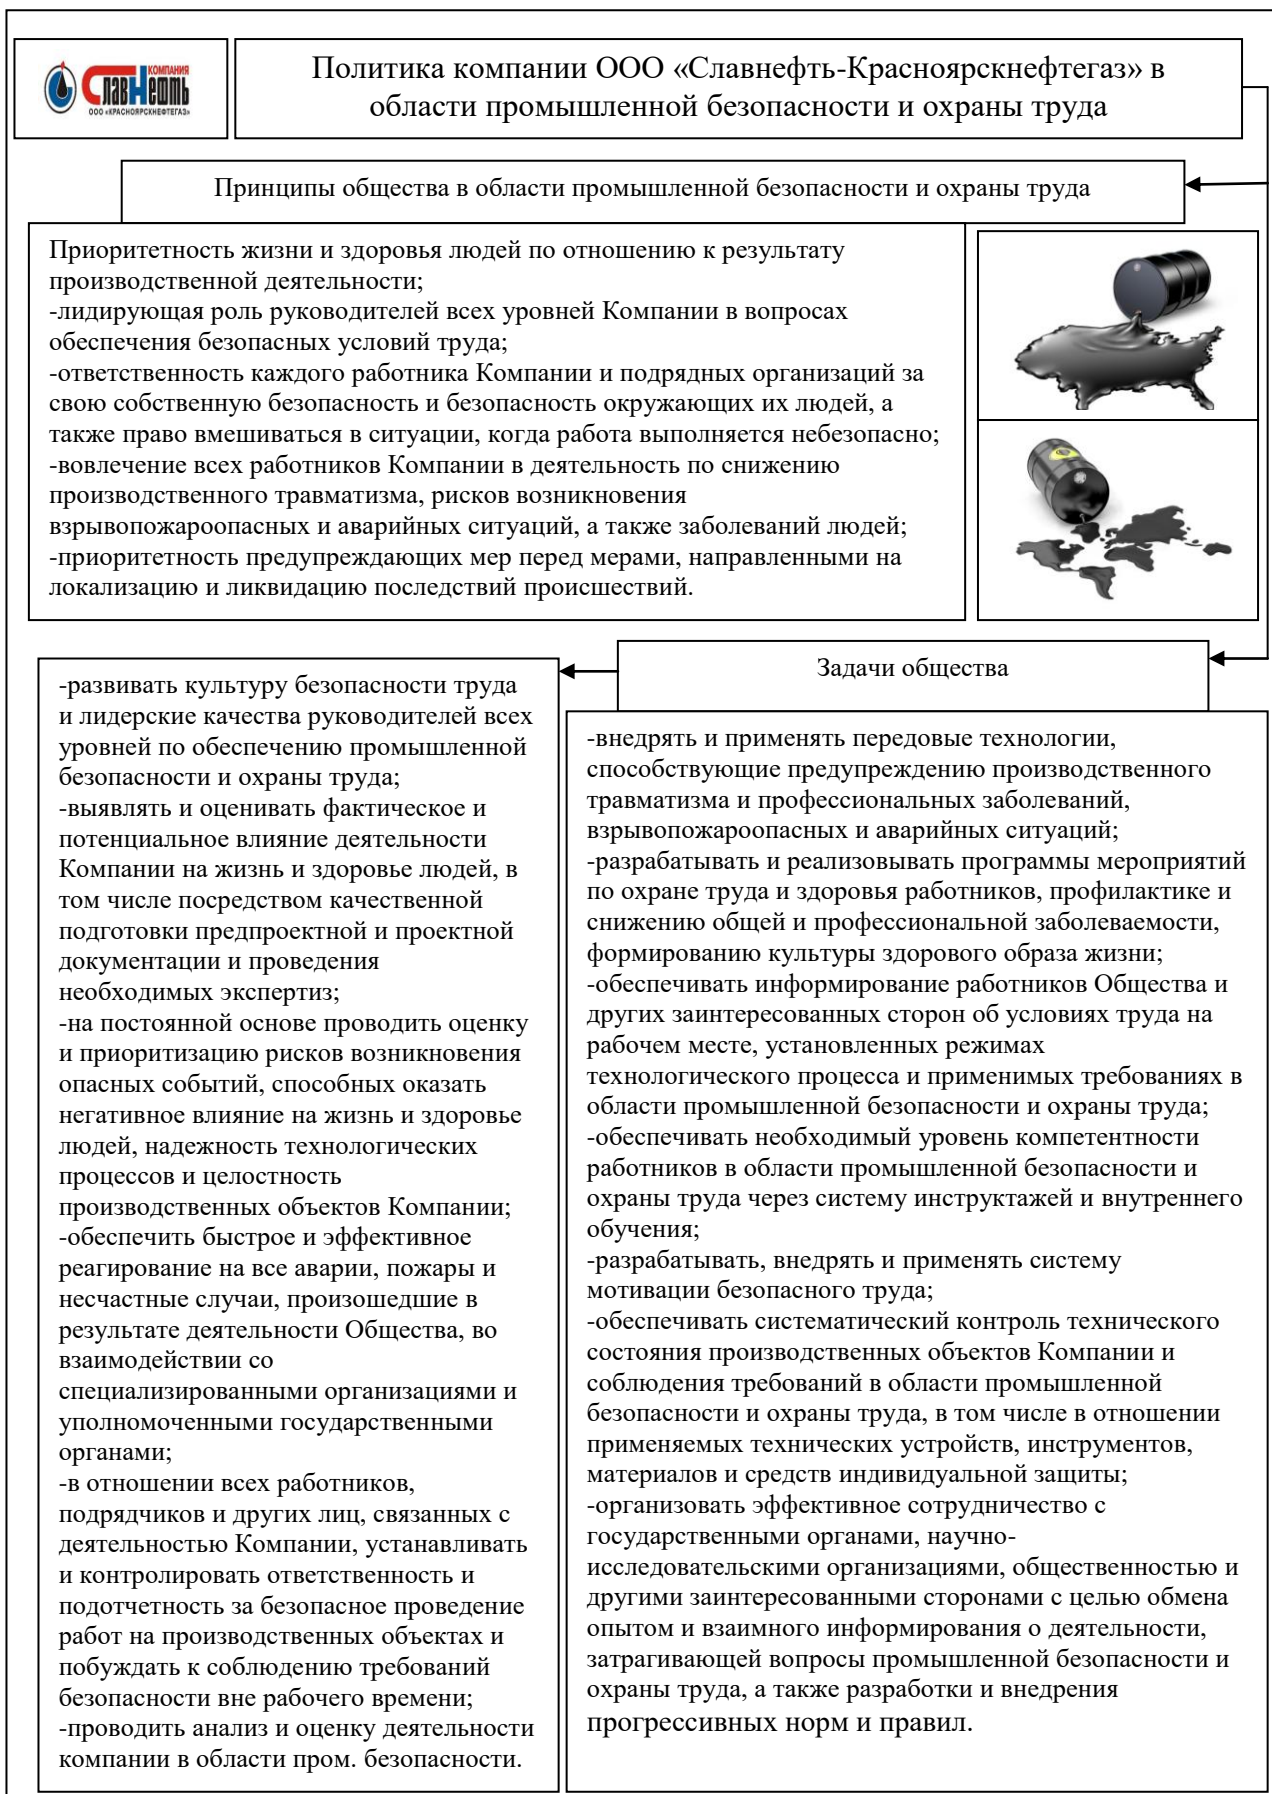 КОМПАНИЯ
СлавНефть
ООО «КРАСНОЯРСКНЕФТЕГАЗ»
Политика компании ООО «Славнефть-Красноярскнефтегаз» в
области промышленной безопасности и охраны труда
Принципы общества в области промышленной безопасности и охраны труда
Приоритетность жизни и здоровья людей по отношению к результату
производственной деятельности;
-лидирующая роль руководителей всех уровней Компании в вопросах
обеспечения безопасных условий труда;
-ответственность каждого работника Компании и подрядных организаций за
свою собственную безопасность и безопасность окружающих их людей, а
также право вмешиваться в ситуации, когда работа выполняется небезопасно;
-вовлечение всех работников Компании в деятельность по снижению
производственного травматизма, рисков возникновения
взрывопожароопасных и аварийных ситуаций, а также заболеваний людей;
-приоритетность предупреждающих мер перед мерами, направленными на
локализацию и ликвидацию последствий происшествий.
Задачи общества
-развивать культуру безопасности труда
и лидерские качества руководителей всех
уровней по обеспечению промышленной
безопасности и охраны труда;
-выявлять и оценивать фактическое и
потенциальное влияние деятельности
Компании на жизнь и здоровье людей, в
том числе посредством качественной
подготовки предпроектной и проектной
документации и проведения
необходимых экспертиз;
-на постоянной основе проводить оценку
и приоритизацию рисков возникновения
опасных событий, способных оказать
негативное влияние на жизнь и здоровье
людей, надежность технологических
процессов и целостность
производственных объектов Компании;
-обеспечить быстрое и эффективное
реагирование на все аварии, пожары и
несчастные случаи, произошедшие в
результате деятельности Общества, во
взаимодействии со
специализированными организациями и
уполномоченными государственными
органами;
-в отношении всех работников,
подрядчиков и других лиц, связанных с
деятельностью Компании, устанавливать
и контролировать ответственность и
подотчетность за безопасное проведение
работ на производственных объектах и
побуждать к соблюдению требований
безопасности вне рабочего времени;
-проводить анализ и оценку деятельности
компании в области пром. безопасности.
-внедрять и применять передовые технологии,
способствующие предупреждению производственного
травматизма и профессиональных заболеваний,
взрывопожароопасных и аварийных ситуаций;
-разрабатывать и реализовывать программы мероприятий
по охране труда и здоровья работников, профилактике и
снижению общей и профессиональной заболеваемости,
формированию культуры здорового образа жизни;
-обеспечивать информирование работников Общества и
других заинтересованных сторон об условиях труда на
рабочем месте, установленных режимах
технологического процесса и применимых требованиях в
области промышленной безопасности и охраны труда;
-обеспечивать необходимый уровень компетентности
работников в области промышленной безопасности и
охраны труда через систему инструктажей и внутреннего
обучения;
-разрабатывать, внедрять и применять систему
мотивации безопасного труда;
-обеспечивать систематический контроль технического
состояния производственных объектов Компании и
соблюдения требований в области промышленной
безопасности и охраны труда, в том числе в отношении
применяемых технических устройств, инструментов,
материалов и средств индивидуальной защиты;
-организовать эффективное сотрудничество с
государственными органами, научно-
исследовательскими организациями, общественностью и
другими заинтересованными сторонами с целью обмена
опытом и взаимного информирования о деятельности,
затрагивающей вопросы промышленной безопасности и
охраны труда, а также разработки и внедрения
прогрессивных норм и правил.